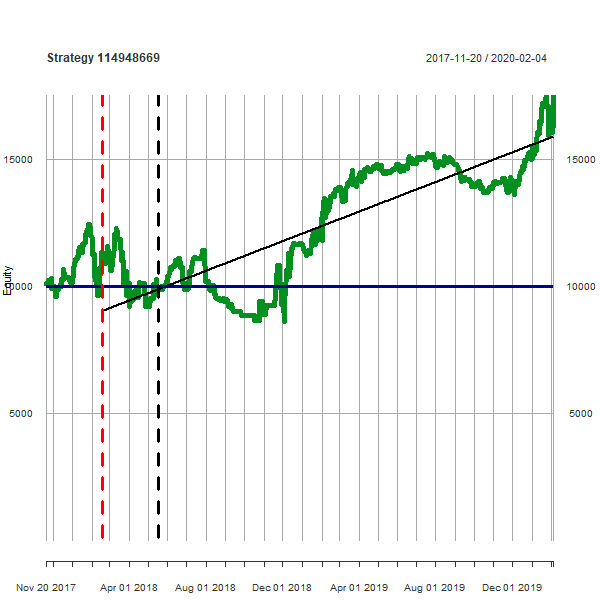 Strategy 114948669
2017-11-20 / 2020-02-04
15000
15000
10000
10000
5000
5000
Equity
Nov 20 2017
Apr 01 2018
Aug 01 2018
Dec 01 2018
Apr 01 2019
Aug 01 2019
Dec 01 2019